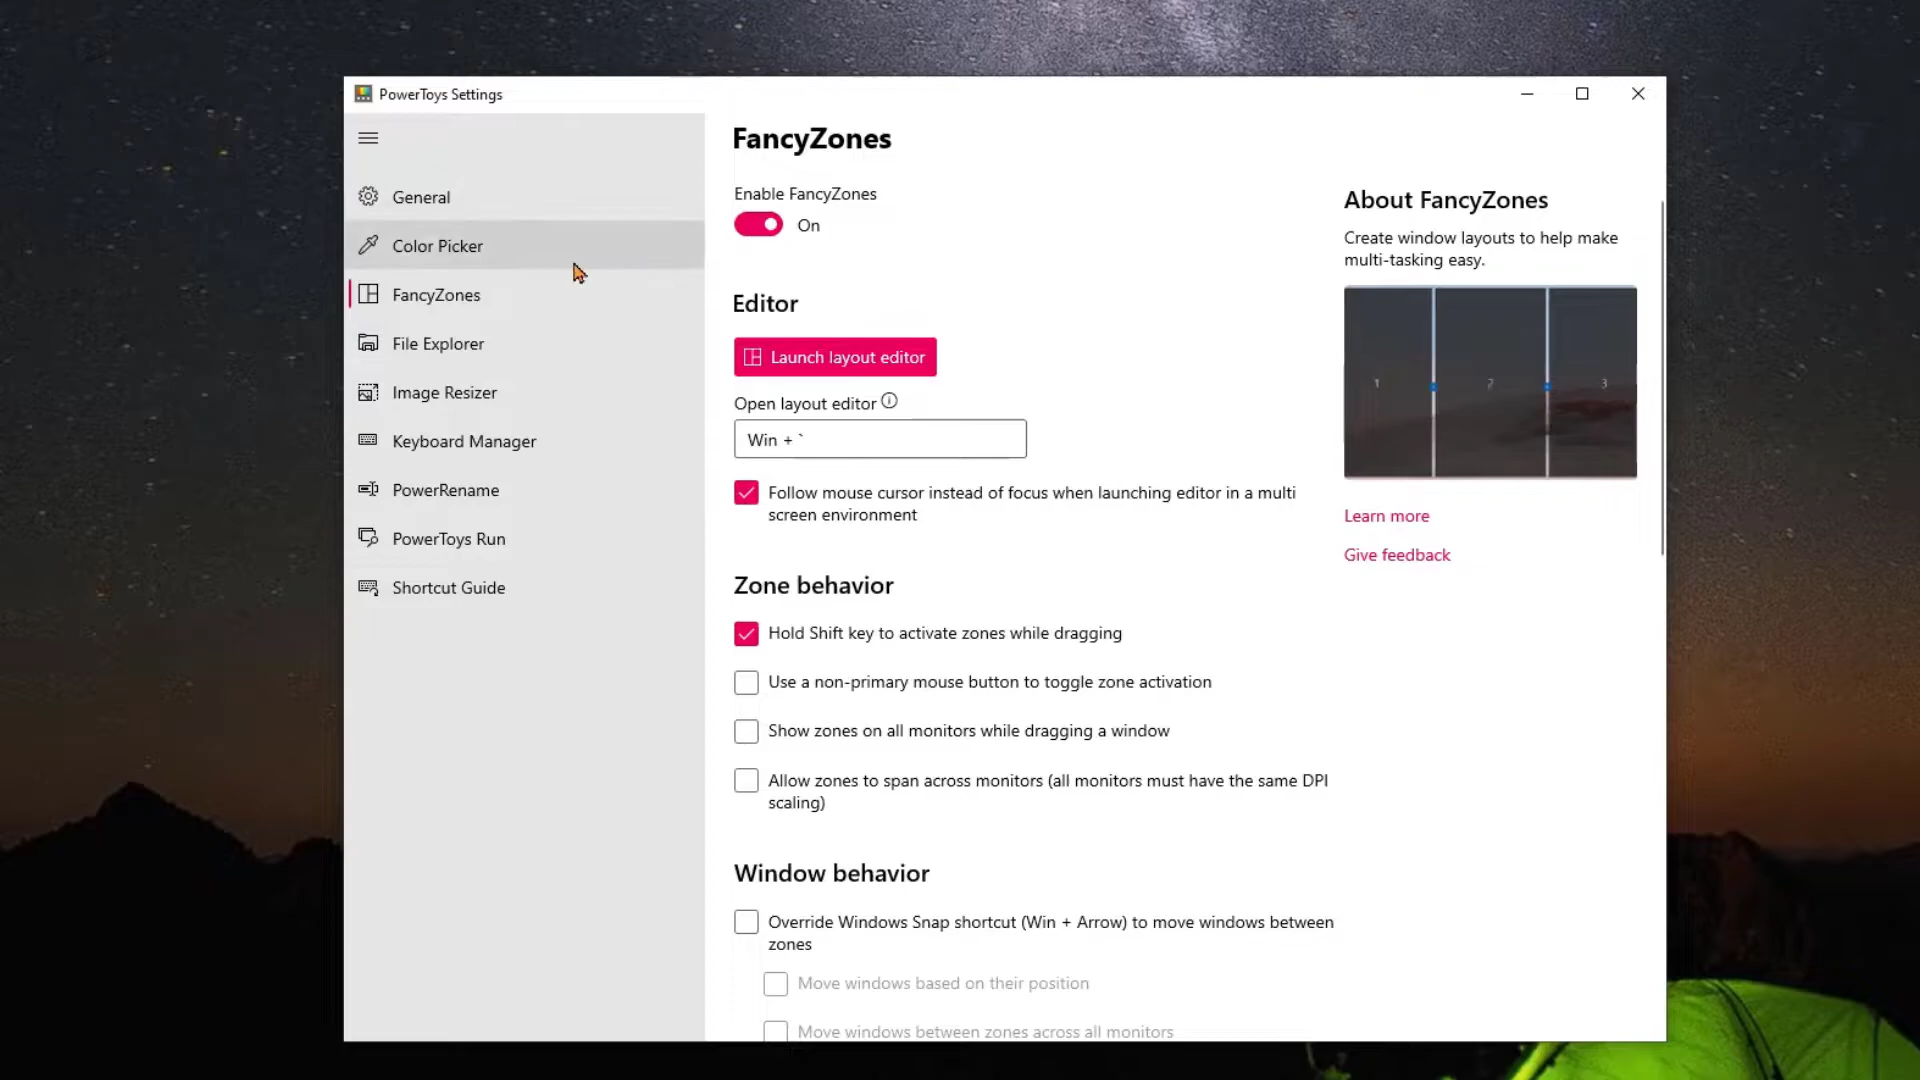 PowerToys Settings
General
Color Picker
FancyZones
File Explorer
Image Resizer
Keyboard Manager
PowerRename
PowerToys Run
Shortcut Guide
FancyZones
Enable FancyZones
On
Editor
Launch layout editor
Open layout editor
Win + `
Follow mouse cursor instead of focus when launching editor in a multi
screen environment
Zone behavior
Hold Shift key to activate zones while dragging
Use a non-primary mouse button to toggle zone activation
Show zones on all monitors while dragging a window
Allow zones to span across monitors (all monitors must have the same DPI
scaling)
Window behavior
Override Windows Snap shortcut (Win + Arrow) to move windows between
zones
Move windows based on their position
Move windows between zones across all monitors
About FancyZones
Create window layouts to help make
multi-tasking easy.
1 2 3
Learn more
Give feedback